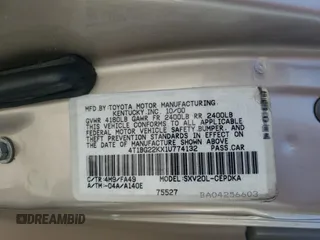 MFD.BY TOYOTA MOTOR MANUFACTURING
KENTUCKY,INC. 10/00
GVWR 4180LB GAWR FR 2400LB RR 2400LB
THIS VEHICLE CONFORMS TO ALL APPLICABLE
FEDERAL MOTOR VEHICLE SAFETY,BUMPER, AND
THEFT PREVENTION STANDARDS IN EFFECT ON
THE DATE OF MANUFACTURE SHOWN ABOVE.
4T1BG22KX1U774132 PASS.CAR
C/TR:4M9/FA49 MODEL:SXV20L-CEPDKA
A/TM:-04A/A140E
75527
DA04256603